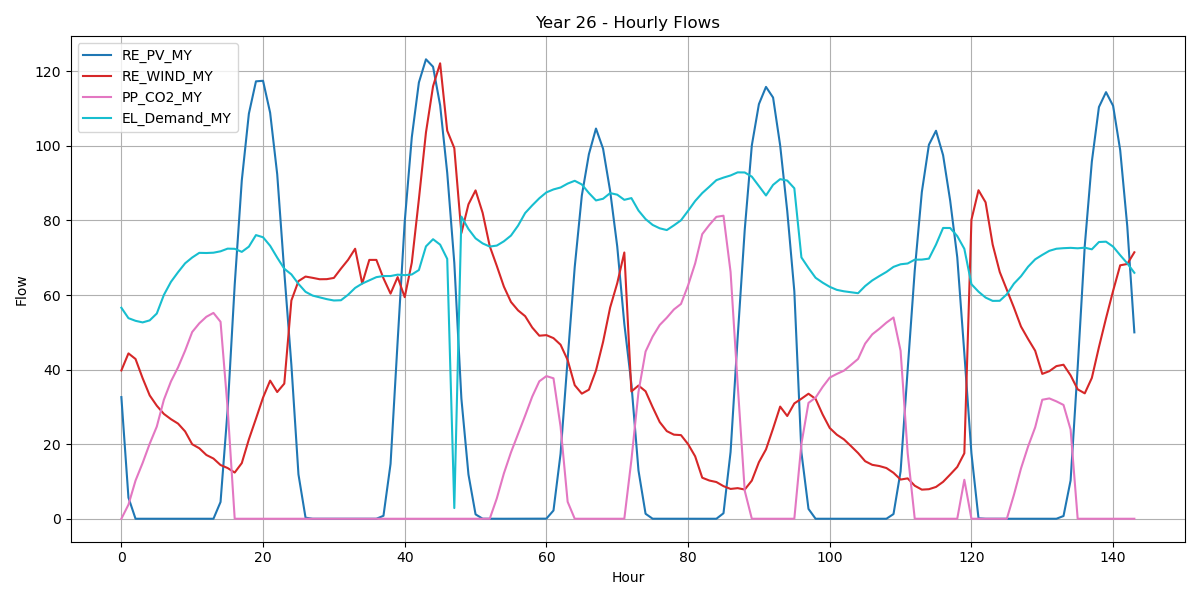 Year 26 - Hourly Flows
RE_PV_MY
RE_WIND_MY
PP_CO2_MY
EL_Demand_MY
120
100
80
60
40
20
0
Flow
0 20 40 60 80 100 120 140
Hour